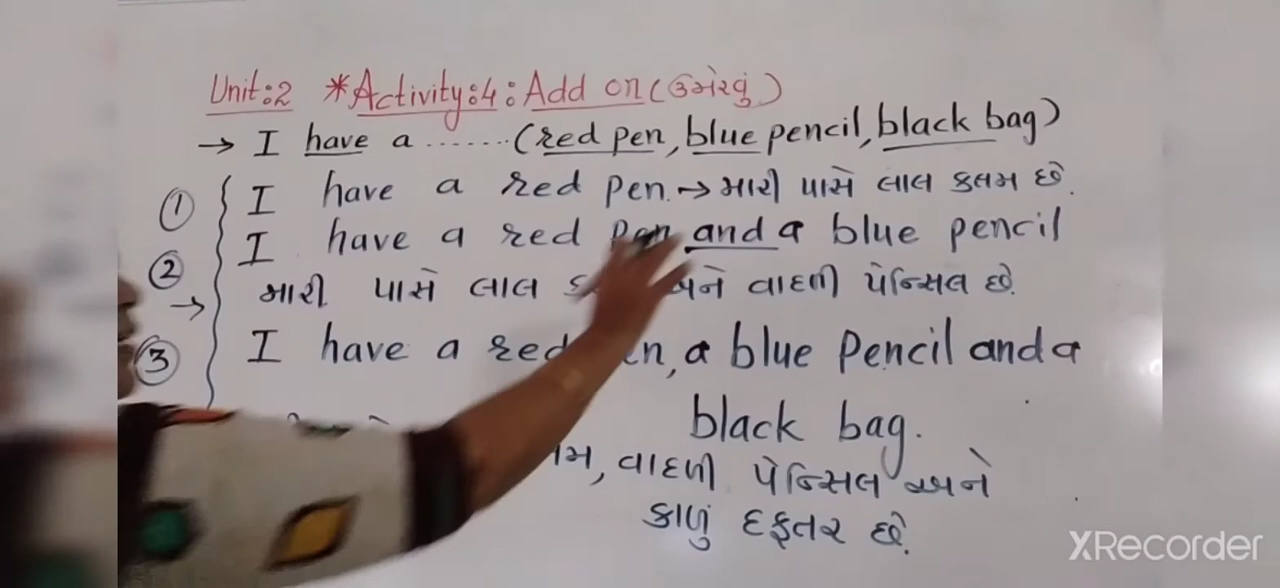 Unit:2 *Activity:4: Add on (ઉમેરવું)
→ I have a ....... (red pen, blue pencil, black bag)
① I have a red pen. → મારી પાસે લાલ કલમ છે.
② I have a red pen and a blue pencil
→ મારી પાસે લાલ અને વાદળી પેન્સિલ છે.
③ I have a red, a blue Pencil and a
black bag.
વાદળી પેન્સિલ અને
કાળું દફતર છે.
XRecorder